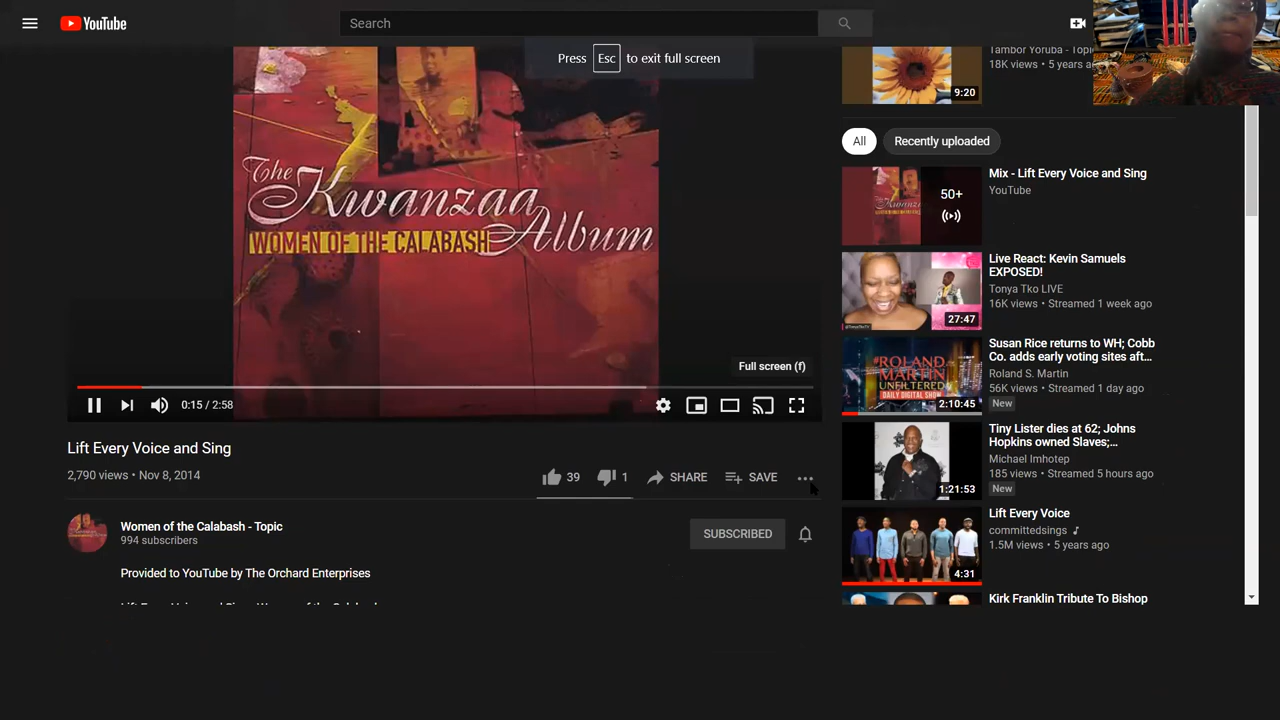 YouTube
Search
Press Esc to exit full screen
The
Kwanzaa
Album
WOMEN OF THE CALABASH
Full screen (f)
0:15 / 2:58
Lift Every Voice and Sing
2,790 views • Nov 8, 2014
39
1
SHARE
SAVE
Women of the Calabash - Topic
994 subscribers
SUBSCRIBED
Provided to YouTube by The Orchard Enterprises
Tambor Yoruba - Topi
18K views • 5 years a
9:20
All
Recently uploaded
50+
Mix - Lift Every Voice and Sing
YouTube
Live React: Kevin Samuels
EXPOSED!
Tonya Tko LIVE
16K views • Streamed 1 week ago
27:47
Susan Rice returns to WH; Cobb
Co. adds early voting sites aft...
Roland S. Martin
56K views • Streamed 1 day ago
New
#ROLAND
MARTIN
UNFILTERED
DAILY DIGITAL SHOW
2:10:45
Tiny Lister dies at 62; Johns
Hopkins owned Slaves;...
Michael Imhotep
185 views • Streamed 5 hours ago
New
1:21:53
Lift Every Voice
committedsings
1.5M views • 5 years ago
4:31
Kirk Franklin Tribute To Bishop